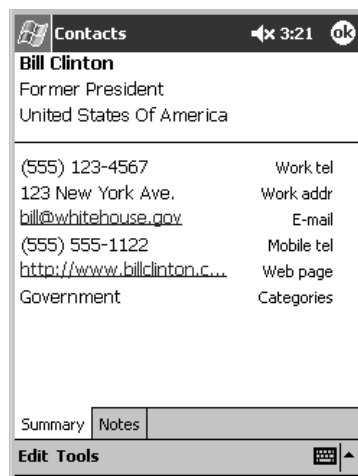 Contacts 3:21 ok
Bill Clinton
Former President
United States Of America
(555) 123-4567 Work tel
123 New York Ave. Work addr
bill@whitehouse.gov E-mail
(555) 555-1122 Mobile tel
http://www.billclinton.c... Web page
Government Categories
Summary Notes
Edit Tools